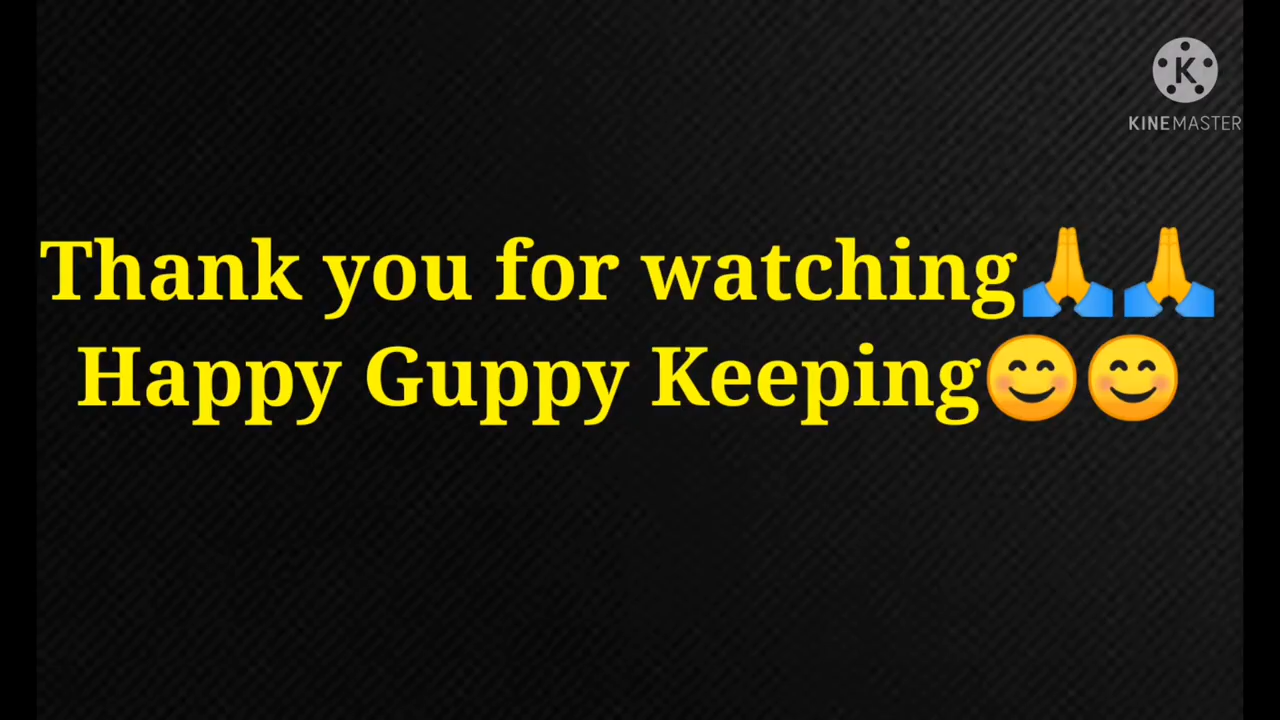 K
KINEMASTER
Thank you for watching🙏🙏
Happy Guppy Keeping😊😊